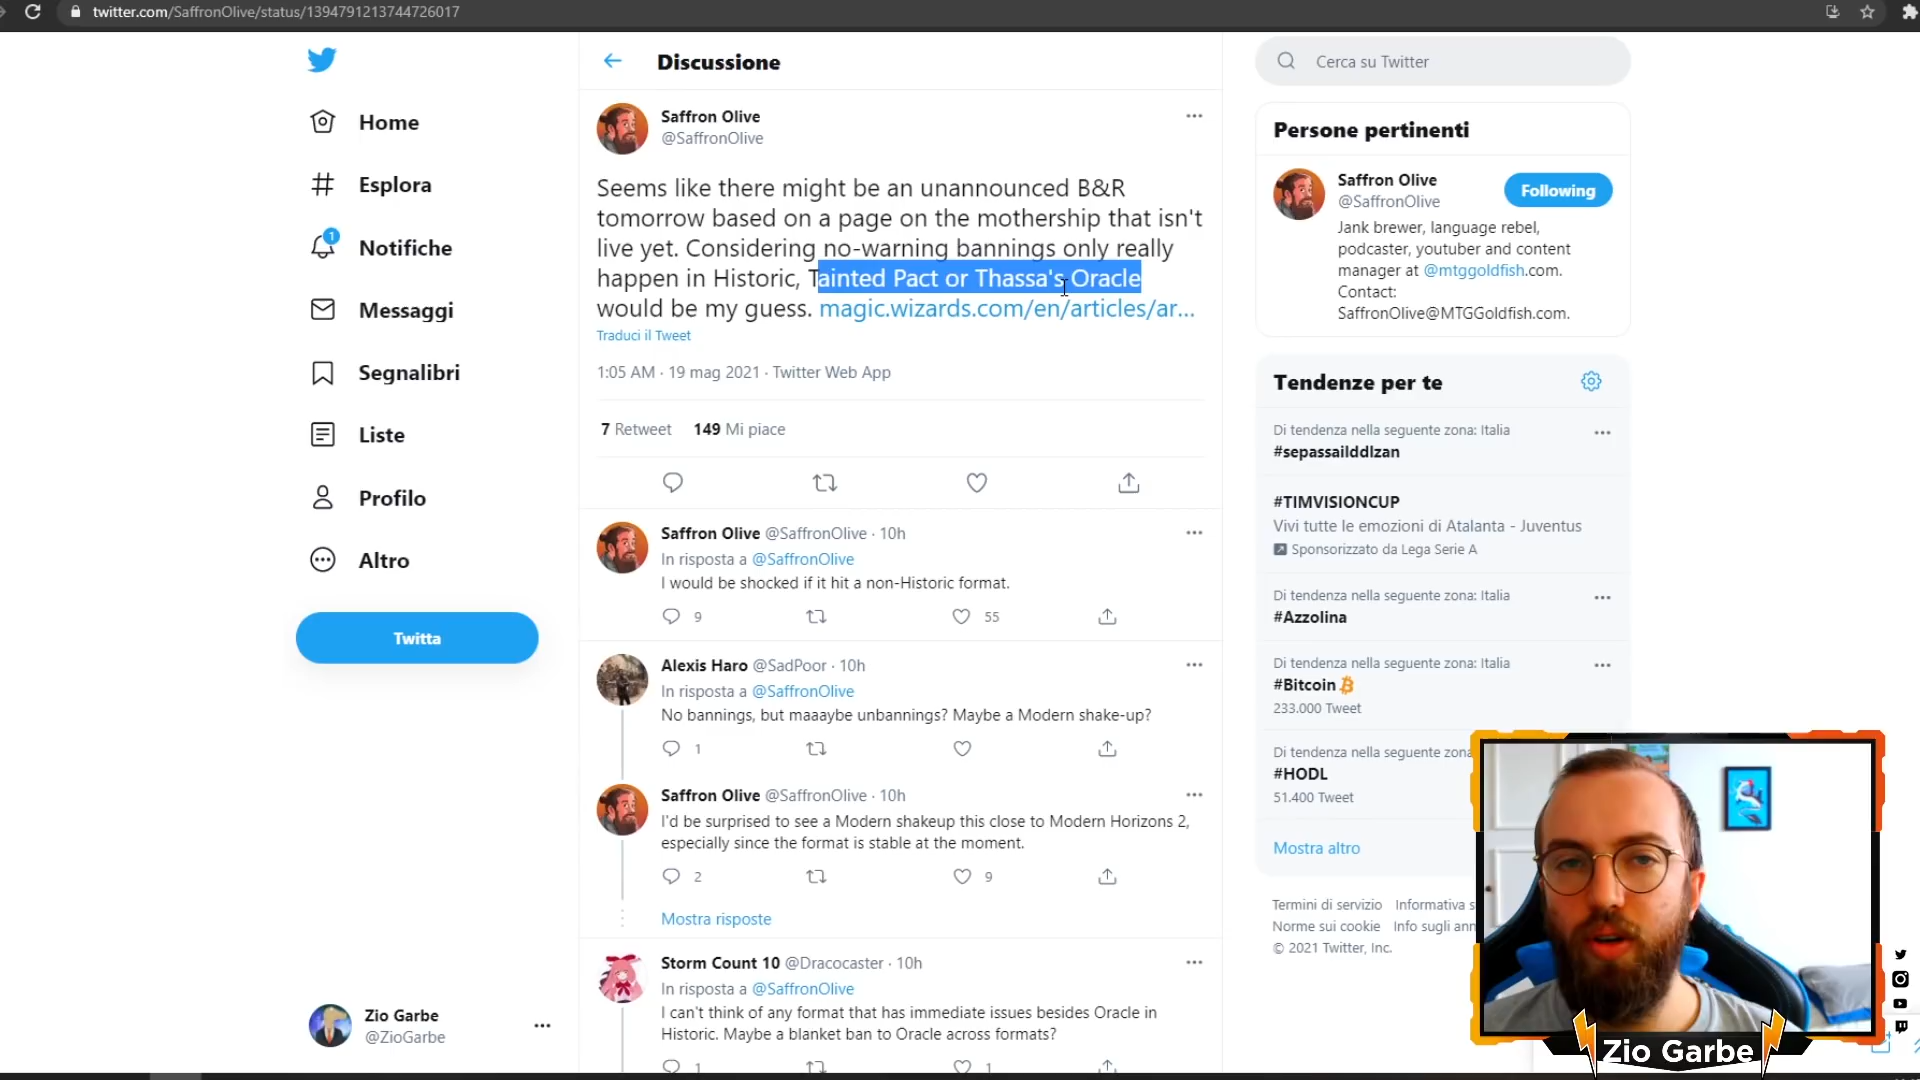 twitter.com/SaffronOlive/status/1394791213744726017
Home
Esplora
1
Notifiche
Messaggi
Segnalibri
Liste
Profilo
Altro
Twitta
Zio Garbe
@ZioGarbe
Discussione
Saffron Olive
@SaffronOlive
Seems like there might be an unannounced B&R
tomorrow based on a page on the mothership that isn't
live yet. Considering no-warning bannings only really
happen in Historic, Tainted Pact or Thassa's Oracle
would be my guess. magic.wizards.com/en/articles/ar...
Traduci il Tweet
1:05 AM · 19 mag 2021 · Twitter Web App
7 Retweet 149 Mi piace
Saffron Olive @SaffronOlive · 10h
In risposta a @SaffronOlive
I would be shocked if it hit a non-Historic format.
9 55
Alexis Haro @SadPoor · 10h
In risposta a @SaffronOlive
No bannings, but maaaybe unbannings? Maybe a Modern shake-up?
1
Saffron Olive @SaffronOlive · 10h
I'd be surprised to see a Modern shakeup this close to Modern Horizons 2,
especially since the format is stable at the moment.
2 9
Mostra risposte
Storm Count 10 @Dracocaster · 10h
In risposta a @SaffronOlive
I can't think of any format that has immediate issues besides Oracle in
Historic. Maybe a blanket ban to Oracle across formats?
1 1
Cerca su Twitter
Persone pertinenti
Saffron Olive
@SaffronOlive
Following
Jank brewer, language rebel,
podcaster, youtuber and content
manager at @mtggoldfish.com.
Contact:
SaffronOlive@MTGGoldfish.com.
Tendenze per te
Di tendenza nella seguente zona: Italia
#sepassailddlzan
#TIMVISIONCUP
Vivi tutte le emozioni di Atalanta - Juventus
Sponsorizzato da Lega Serie A
Di tendenza nella seguente zona: Italia
#Azzolina
Di tendenza nella seguente zona: Italia
#Bitcoin
233.000 Tweet
Di tendenza nella seguente zona
#HODL
51.400 Tweet
Mostra altro
Termini di servizio Informativa s
Norme sui cookie Info sugli ann
© 2021 Twitter, Inc.
Zio Garbe